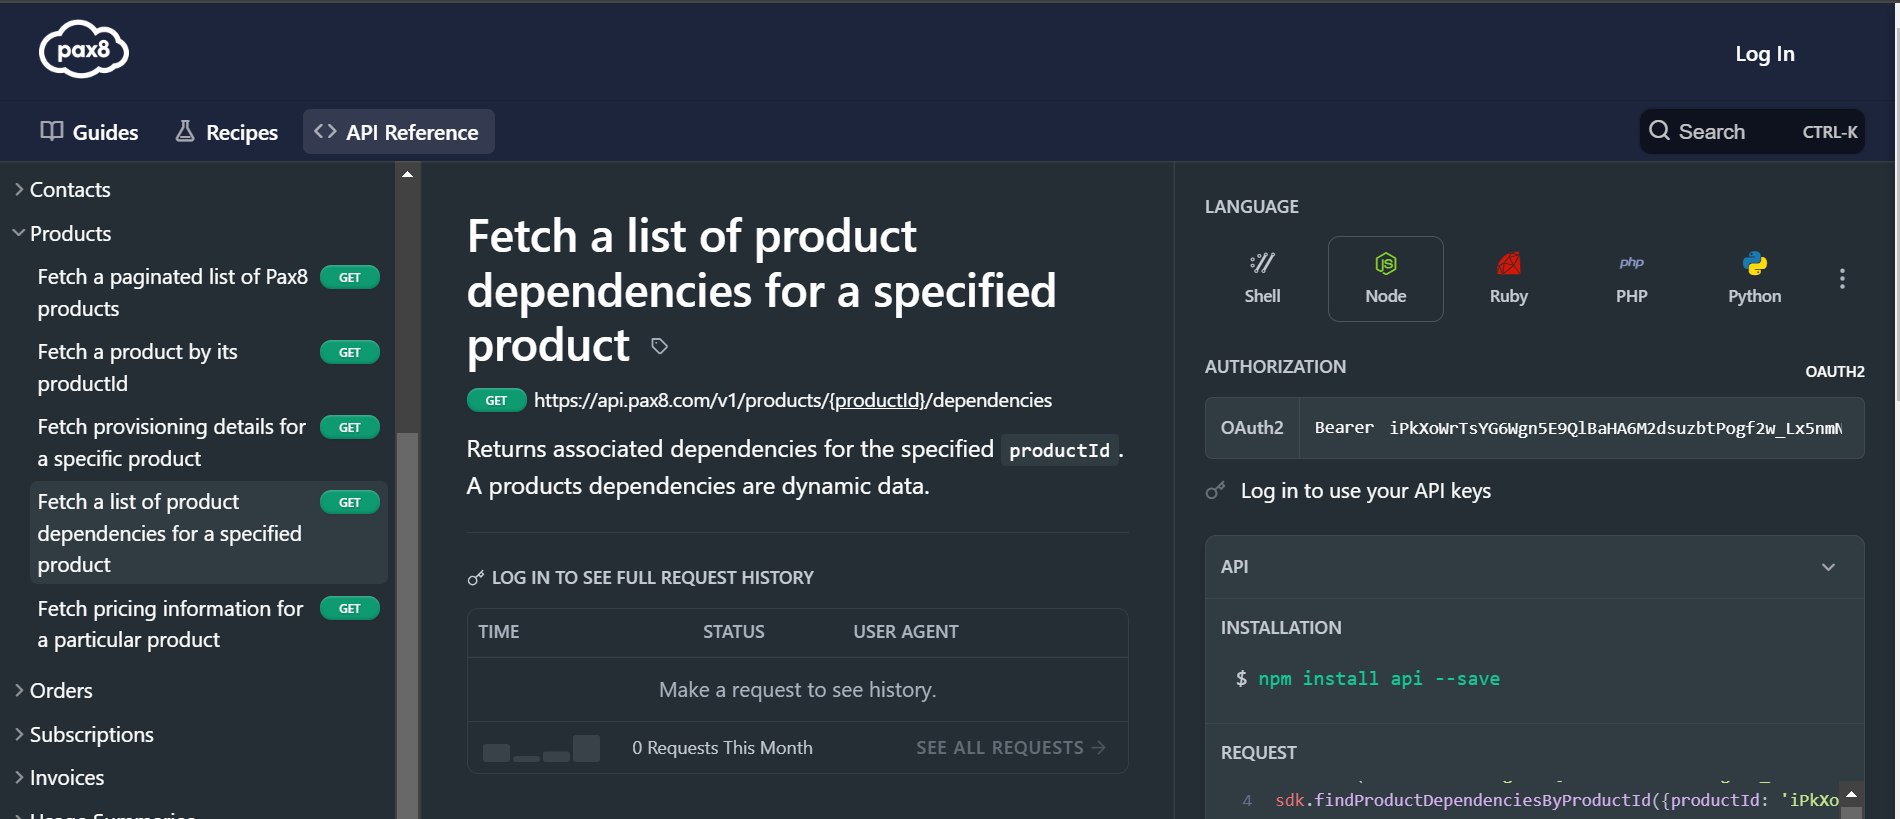 pax8
Log In
Guides
Recipes
API Reference
Search
CTRL-K
Contacts
Products
Fetch a paginated list of Pax8
products
GET
Fetch a product by its
productId
GET
Fetch provisioning details for
a specific product
GET
Fetch a list of product
dependencies for a specified
product
GET
Fetch pricing information for
a particular product
GET
Orders
Subscriptions
Invoices
Fetch a list of product
dependencies for a specified
product
GET https://api.pax8.com/v1/products/{productId}/dependencies
Returns associated dependencies for the specified productId.
A products dependencies are dynamic data.
LOG IN TO SEE FULL REQUEST HISTORY
TIME STATUS USER AGENT
Make a request to see history.
0 Requests This Month
SEE ALL REQUESTS
LANGUAGE
Shell
Node
Ruby
php
PHP
Python
AUTHORIZATION
OAUTH2
OAuth2
Bearer iPkXoWrTsYG6Wgn5E9QlBaHA6M2dsuzbtPogf2w_Lx5nmN
Log in to use your API keys
API
INSTALLATION
$ npm install api --save
REQUEST
4 sdk.findProductDependenciesByProductId({productId: 'iPkXo